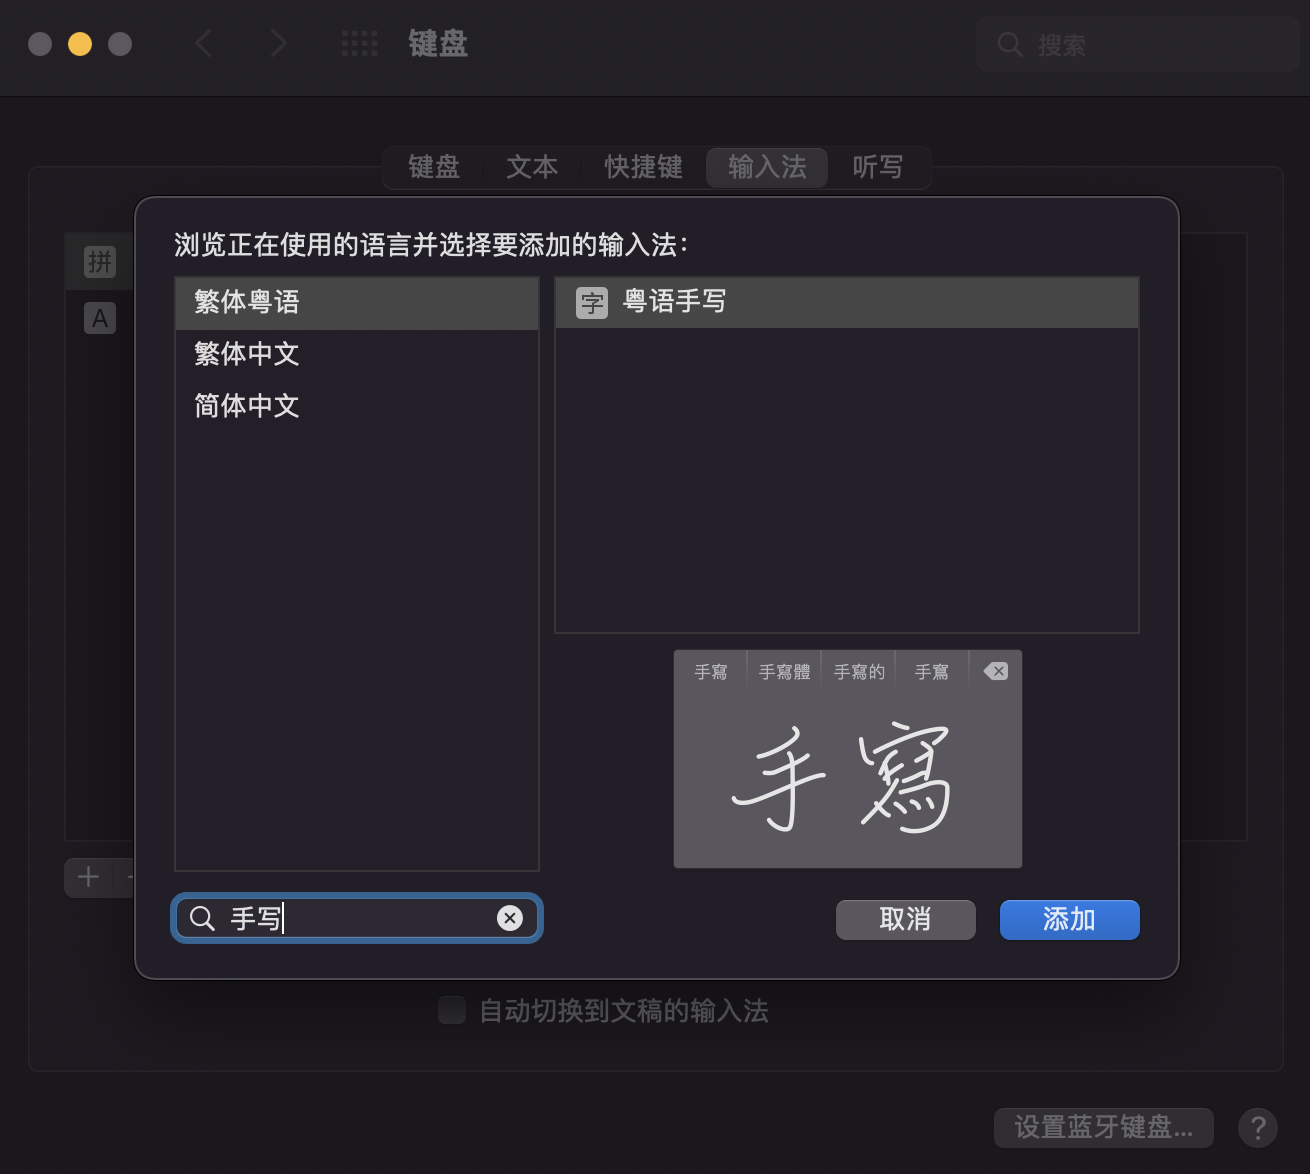 键盘
搜索
键盘 文本 快捷键 输入法 听写
浏览正在使用的语言并选择要添加的输入法：
拼
A
繁体粤语
繁体中文
简体中文
字 粤语手写
手寫 手寫體 手寫的 手寫
手寫
手写
取消 添加
自动切换到文稿的输入法
设置蓝牙键盘... ?